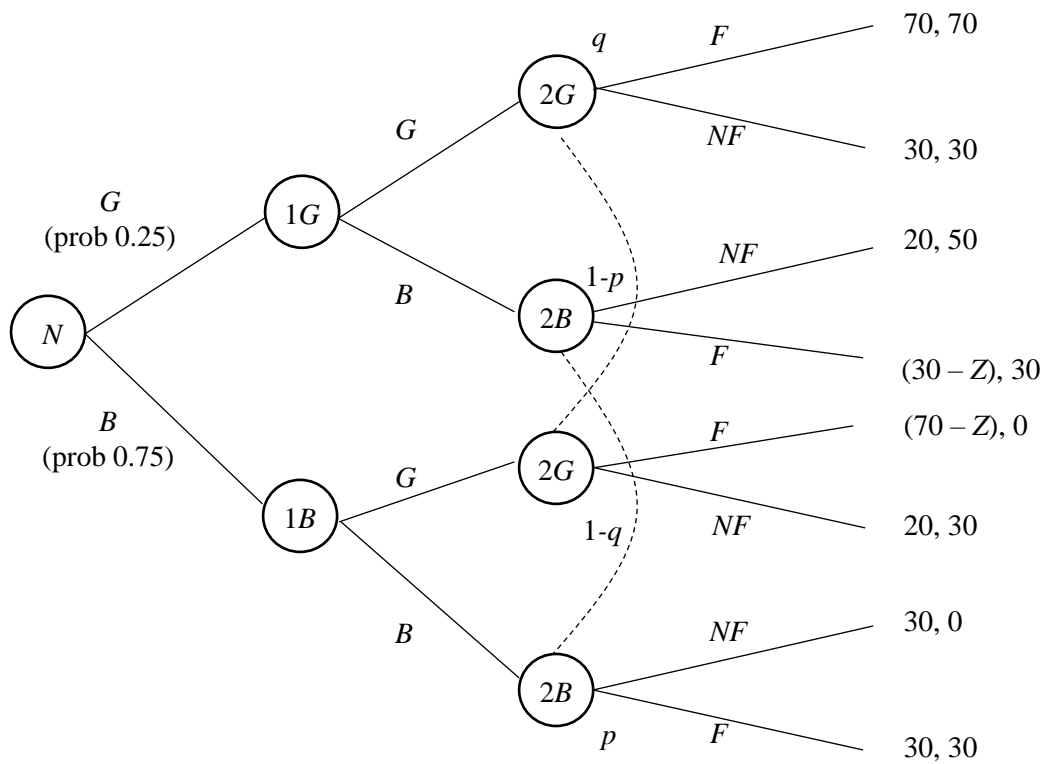 q
F
70, 70
2G
G
NF
30, 30
G
(prob 0.25)
1G
NF
20, 50
B
1-p
2B
N
F
(30 – Z), 30
B
(prob 0.75)
F
(70 – Z), 0
G
2G
1B
1-q
NF
20, 30
B
NF
30, 0
2B
p
F
30, 30